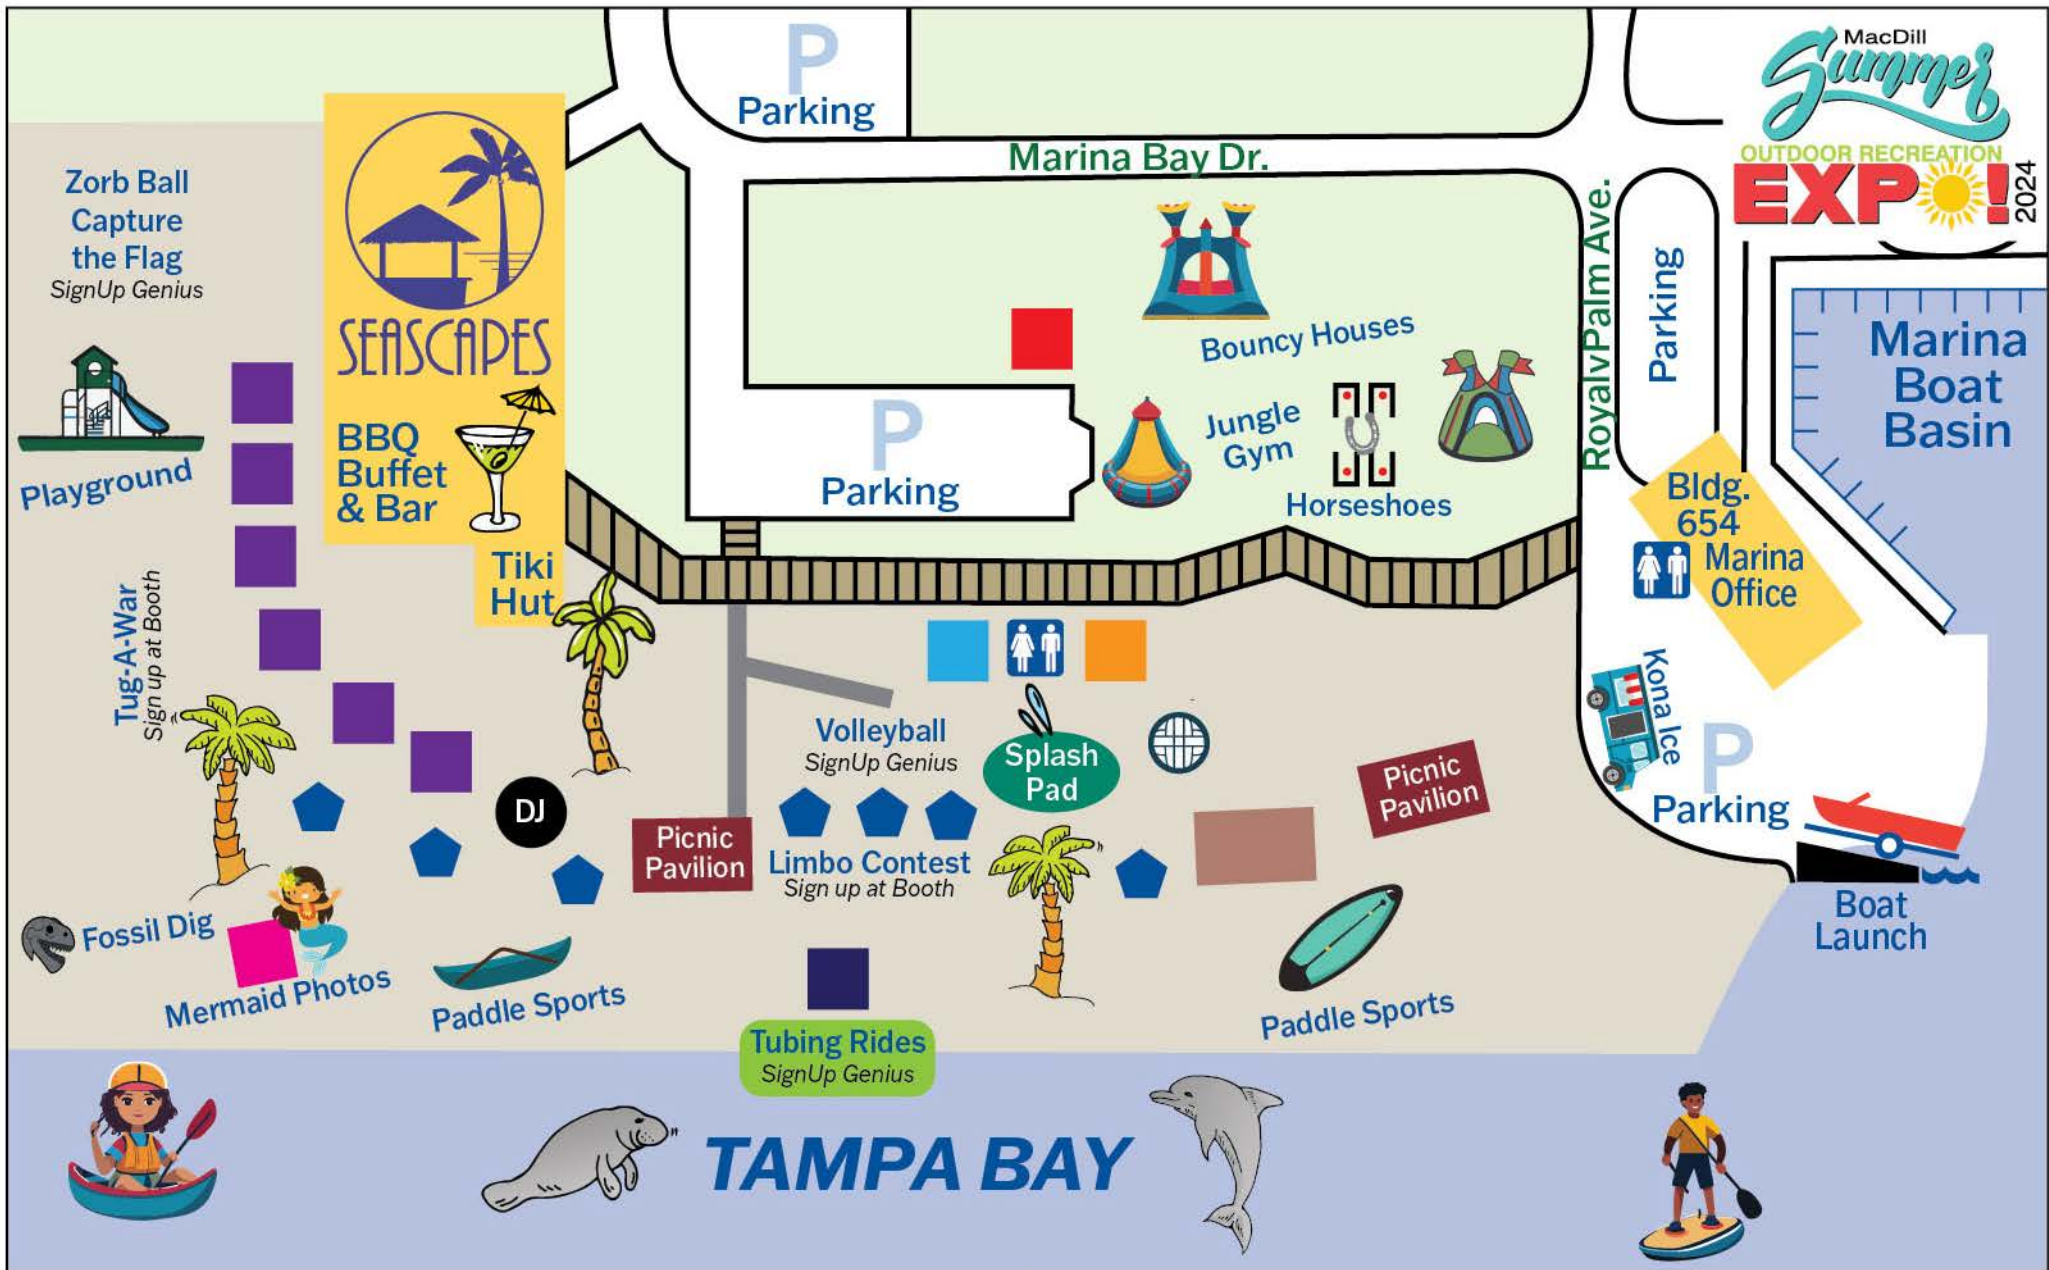 P
Parking
MacDill
Summer
OUTDOOR RECREATION
EXPO!
2024
Marina Bay Dr.
Zorb Ball
Capture
the Flag
SignUp Genius
SEASCAPES
BBQ
Buffet
& Bar
Tiki
Hut
Playground
Bouncy Houses
Jungle
Gym
Horseshoes
P
Parking
RoyalvPalm Ave.
Parking
Marina
Boat
Basin
Bldg.
654
Marina
Office
Tug-A-War
Sign up at Booth
Kona Ice
P
Parking
Volleyball
SignUp Genius
Splash
Pad
Picnic
Pavilion
DJ
Picnic
Pavilion
Limbo Contest
Sign up at Booth
Boat
Launch
Fossil Dig
Mermaid Photos
Paddle Sports
Paddle Sports
Tubing Rides
SignUp Genius
TAMPA BAY